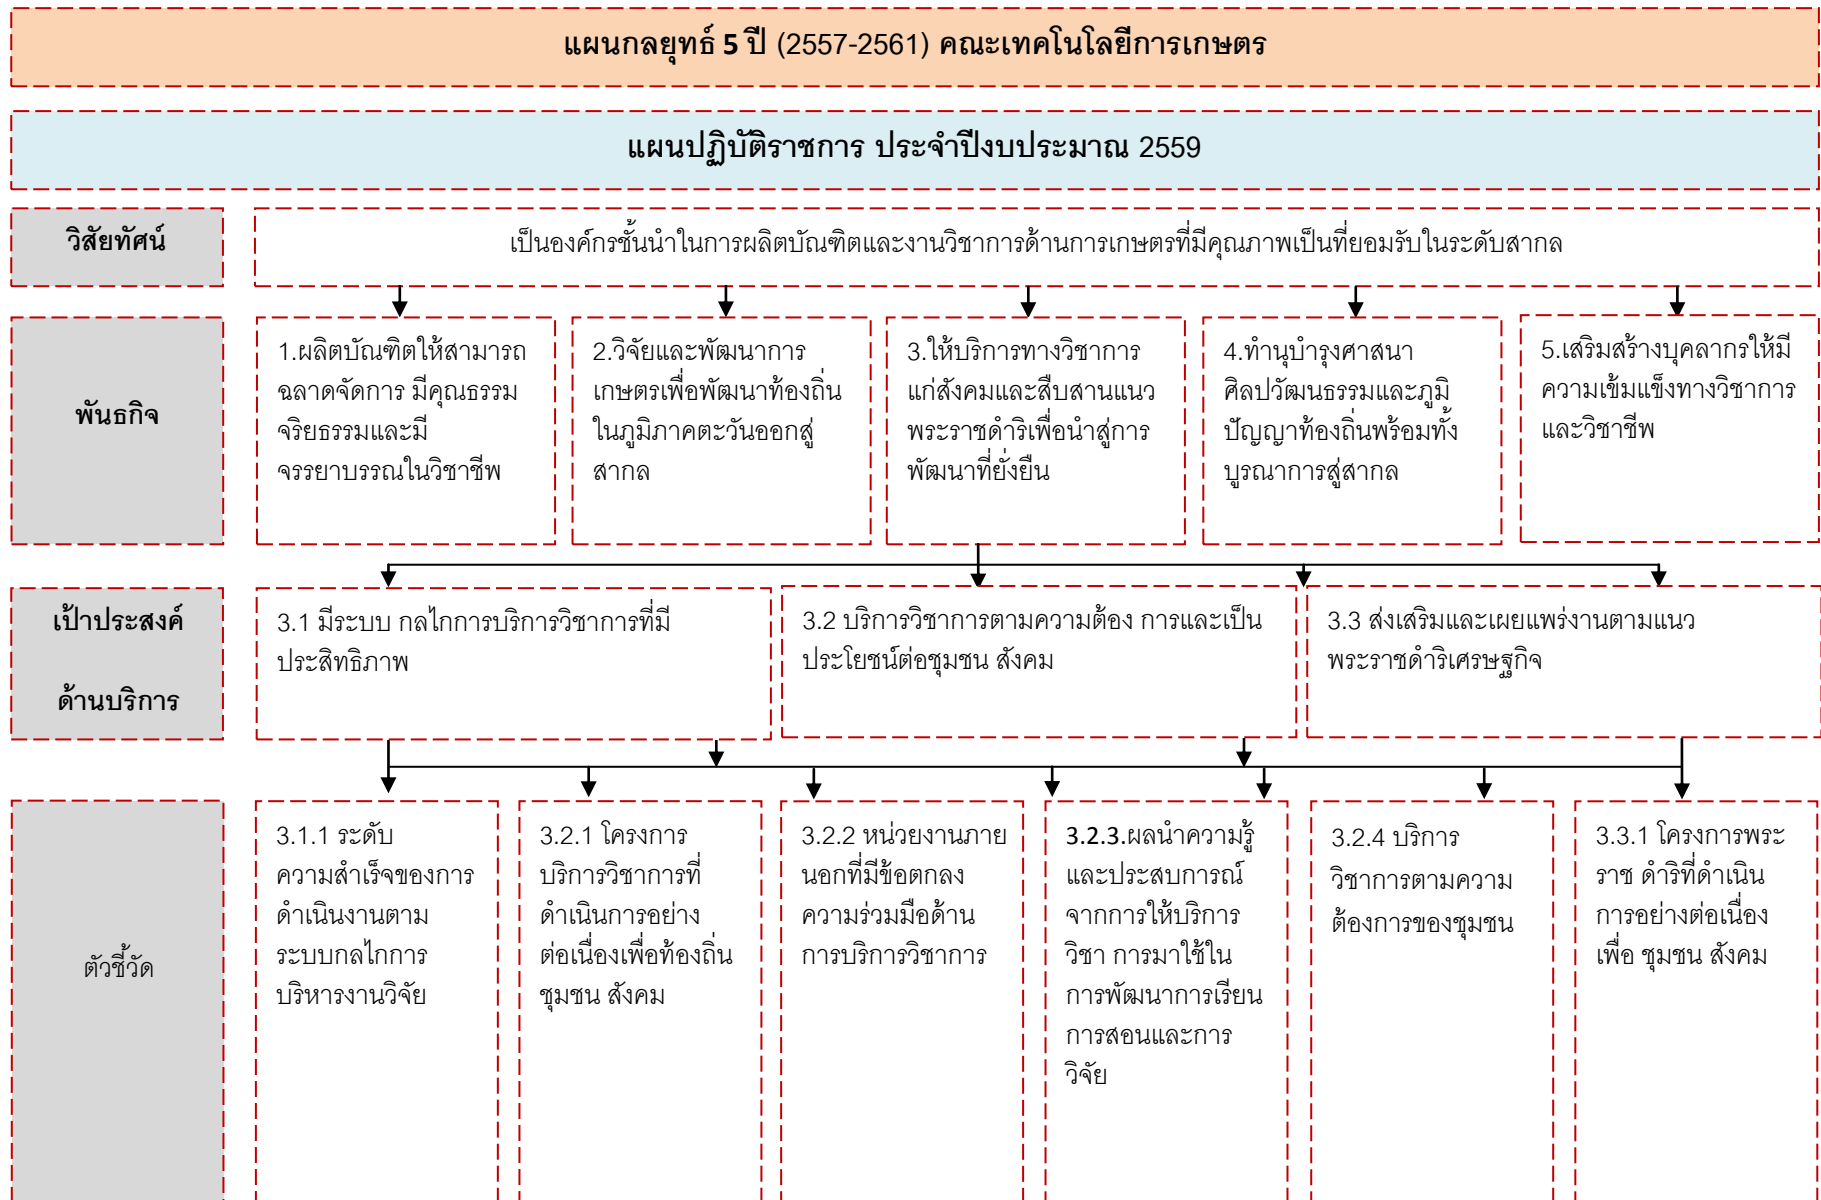 แผนกลยุทธ์ 5 ปี (2557-2561) คณะเทคโนโลยีการเกษตร
แผนปฏิบัติราชการ ประจำปีงบประมาณ 2559
วิสัยทัศน์
เป็นองค์กรชั้นนำในการผลิตบัณฑิตและงานวิชาการด้านการเกษตรที่มีคุณภาพเป็นที่ยอมรับในระดับสากล
พันธกิจ
1.ผลิตบัณฑิตให้สามารถ
ฉลาดจัดการ มีคุณธรรม
จริยธรรมและมี
จรรยาบรรณในวิชาชีพ
2.วิจัยและพัฒนาการ
เกษตรเพื่อพัฒนาท้องถิ่น
ในภูมิภาคตะวันออกสู่
สากล
3.ให้บริการทางวิชาการ
แก่สังคมและสืบสานแนว
พระราชดำริเพื่อนำสู่การ
พัฒนาที่ยั่งยืน
4.ทำนุบำรุงศาสนา
ศิลปวัฒนธรรมและภูมิ
ปัญญาท้องถิ่นพร้อมทั้ง
บูรณาการสู่สากล
5.เสริมสร้างบุคลากรให้มี
ความเข้มแข็งทางวิชาการ
และวิชาชีพ
เป้าประสงค์
ด้านบริการ
3.1 มีระบบ กลไกการบริการวิชาการที่มี
ประสิทธิภาพ
3.2 บริการวิชาการตามความต้อง การและเป็น
ประโยชน์ต่อชุมชน สังคม
3.3 ส่งเสริมและเผยแพร่งานตามแนว
พระราชดำริเศรษฐกิจ
ตัวชี้วัด
3.1.1 ระดับ
ความสำเร็จของการ
ดำเนินงานตาม
ระบบกลไกการ
บริหารงานวิจัย
3.2.1 โครงการ
บริการวิชาการที่
ดำเนินการอย่าง
ต่อเนื่องเพื่อท้องถิ่น
ชุมชน สังคม
3.2.2 หน่วยงานภาย
นอกที่มีข้อตกลง
ความร่วมมือด้าน
การบริการวิชาการ
3.2.3.ผลนำความรู้
และประสบการณ์
จากการให้บริการ
วิชา การมาใช้ใน
การพัฒนาการเรียน
การสอนและการ
วิจัย
3.2.4 บริการ
วิชาการตามความ
ต้องการของชุมชน
3.3.1 โครงการพระ
ราช ดำริที่ดำเนิน
การอย่างต่อเนื่อง
เพื่อ ชุมชน สังคม